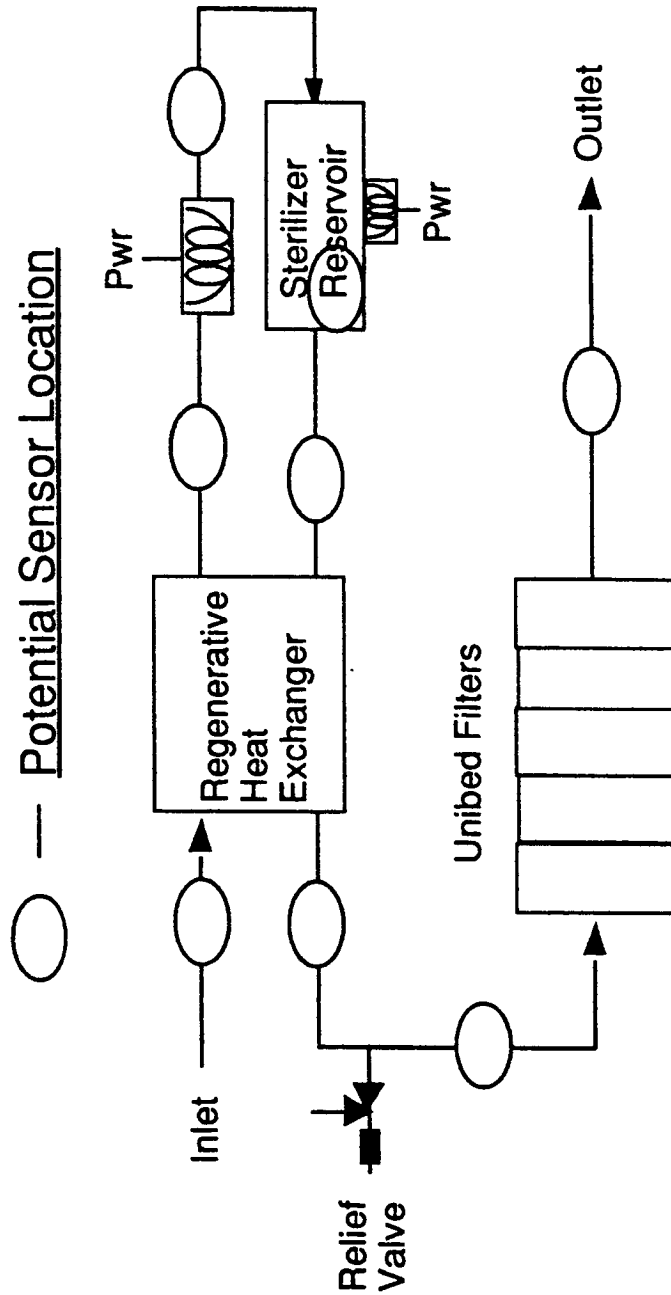 — Potential Sensor Location
Pwr
Inlet
Regenerative
Heat
Exchanger
Sterilizer
Reservoir
Pwr
Relief
Valve
Unibed Filters
Outlet